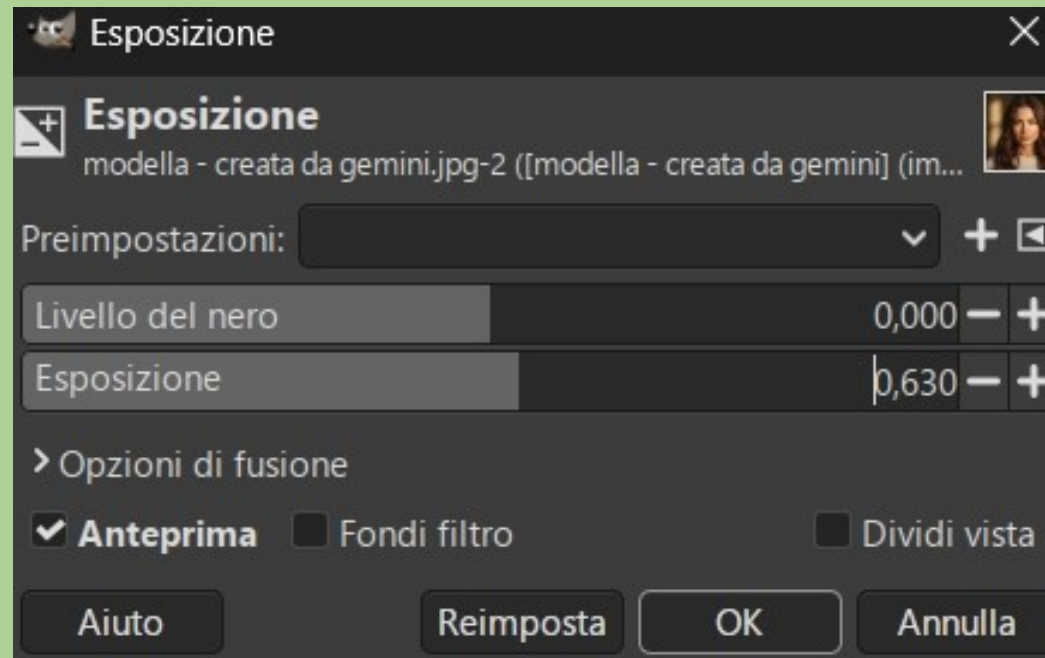 Esposizione
Esposizione
modella - creata da gemini.jpg-2 ([modella - creata da gemini] (im...
Preimpostazioni:
Livello del nero 0,000
Esposizione 0,630
Opzioni di fusione
Anteprima Fondi filtro Dividi vista
Aiuto Reimposta OK Annulla